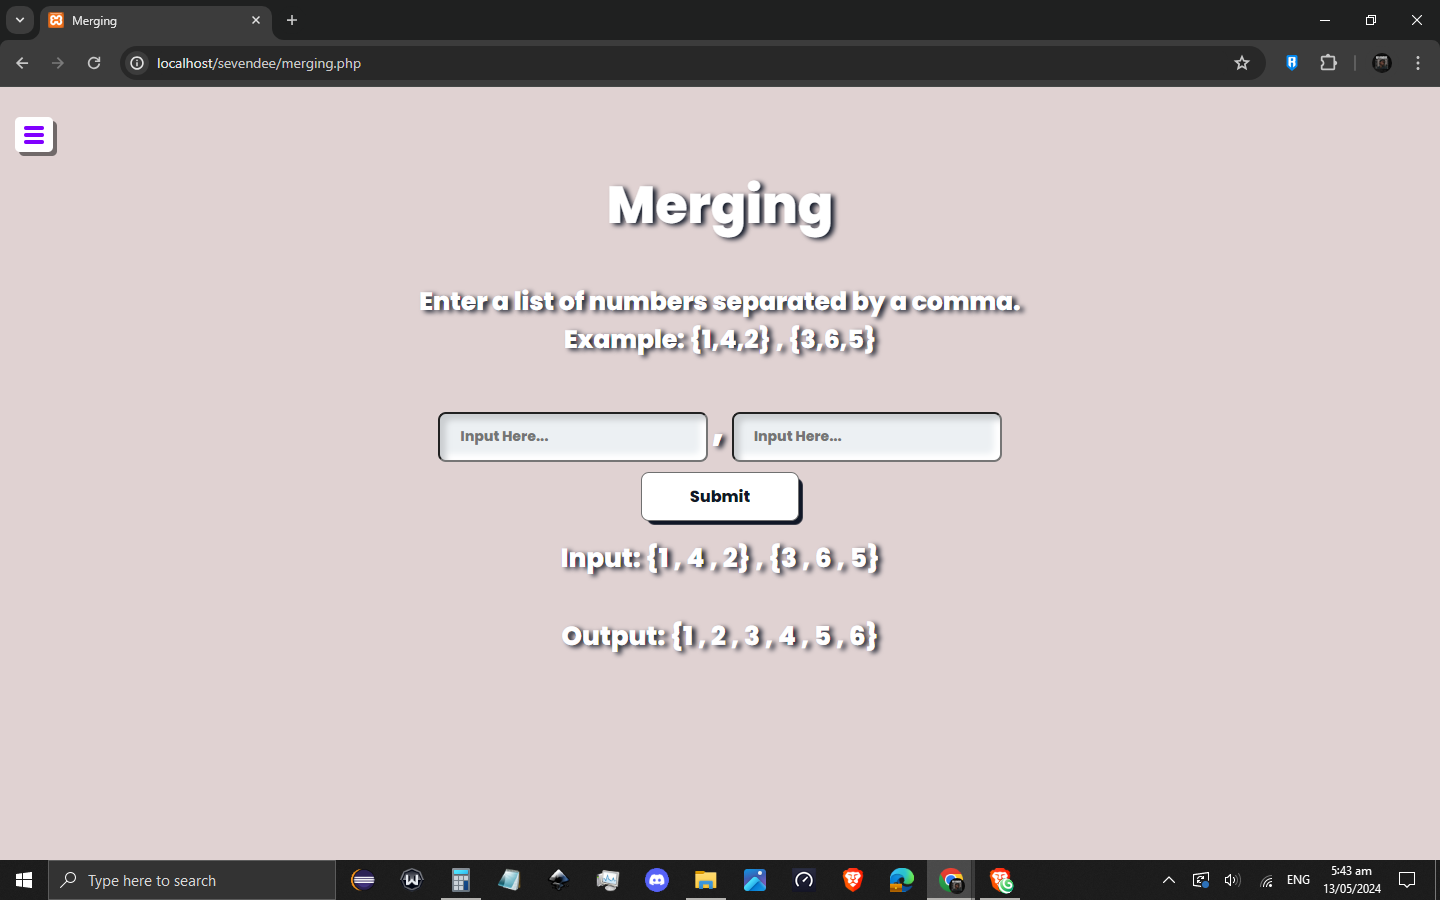 Merging
localhost/sevendee/merging.php
Merging
Enter a list of numbers separated by a comma.
Example: {1,4,2} , {3,6,5}
Input Here... , Input Here...
Submit
Input: {1 , 4 , 2} , {3 , 6 , 5}
Output: {1 , 2 , 3 , 4 , 5 , 6}
Type here to search
ENG
5:43 am
13/05/2024